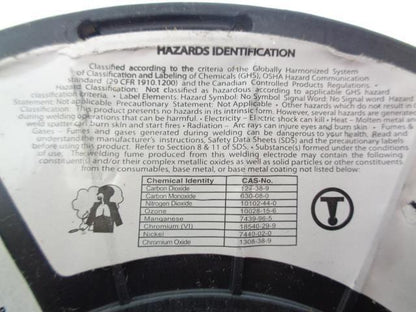 HAZARDS IDENTIFICATION
Classified according to the criteria of the Globally Harmonized System
of Classification and Labeling of Chemicals (GHS), OSHA Hazard Communication
standard (29 CFR 1910.1200) and the Canadian Controlled Products Regulations. •
Hazard Classification: Not classified as hazardous according to applicable GHS hazard
classification criteria. • Label Elements: Hazard Symbol: No Symbol Word: No signal word Hazard
Statement: Not applicable Precautionary Statement: Not Applicable • Other hazards which do not result in
Classification: This product presents no hazards in its intrinsic form. However, several hazards are generated
during welding operations that may be harmful: • Electricity - Electric shock can kill • Heat - Molten metal and
weld spatter can burn skin and start fires • Radiation - Arc rays can injure eyes and burn skin • Fumes &
Gases - Fumes and gases generated during welding can be dangerous to your health. Read and
understand the manufacturer's instructions, Safety Data Sheets (SDS) and the precautionary labels
before using the product. Refer to Section 8 & 11 of SDS. • Substance(s) formed under the conditions of
use: The welding fume produced from this welding electrode may contain the following
constituent(s) and/or their complex metallic oxides as well as solid particles or other constituents
from the consumables, base metal, or base metal coating not listed below:
Chemical Identity CAS-No.
Carbon Dioxide 124-38-9
Carbon Monoxide 630-08-0
Nitrogen Dioxide 10102-44-0
Ozone 10028-15-6
Manganese 7439-96-5
Chromium (VI) 18540-29-9
Nickel 7440-02-0
Chromium Oxide 1308-38-9